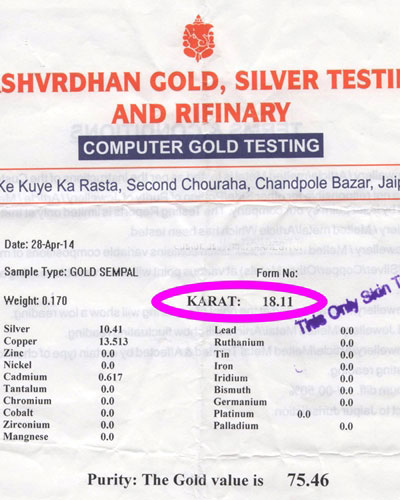 ASHVRDHAN GOLD, SILVER TESTI
AND RIFINARY
COMPUTER GOLD TESTING
Ke Kuye Ka Rasta, Second Chouraha, Chandpole Bazar, Jaip
Date: 28-Apr-14
Sample Type: GOLD SEMPAL Form No:
Weight: 0.170 KARAT: 18.11
This Only Skin T
Silver 10.41 Lead 0.0
Copper 13.513 Ruthanium 0.0
Zinc 0.0 Tin 0.0
Nickel 0.0 Iron 0.0
Cadmium 0.617 Iridium 0.0
Tantalum 0.0 Bismuth 0.0
Chromium 0.0 Germanium 0.0
Cobalt 0.0 Platinum 0.0
Zirconium 0.0 Palladium 0.0
Mangnese 0.0
Purity: The Gold value is 75.46